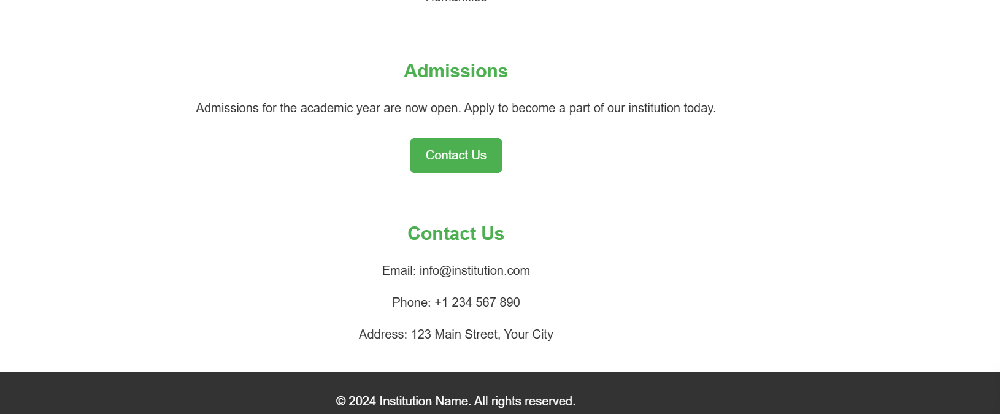 Admissions
Admissions for the academic year are now open. Apply to become a part of our institution today.
Contact Us
Contact Us
Email: info@institution.com
Phone: +1 234 567 890
Address: 123 Main Street, Your City
© 2024 Institution Name. All rights reserved.